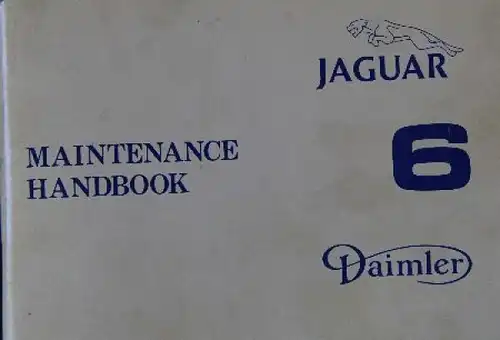 JAGUAR
MAINTENANCE
HANDBOOK
6
Daimler